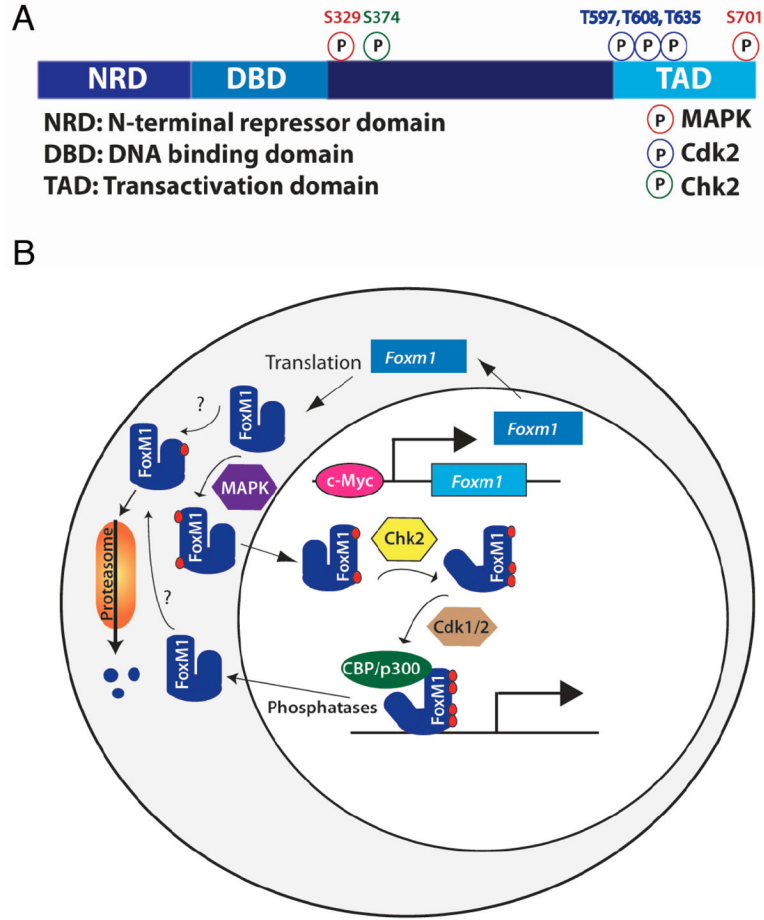 A
S329 S374 T597, T608, T635 S701
P P P P P P
NRD DBD TAD
NRD: N-terminal repressor domain
DBD: DNA binding domain
TAD: Transactivation domain
P MAPK
P Cdk2
P Chk2
B
Translation Foxm1
Foxm1
?
FoxM1
FoxM1
MAPK
c-Myc Foxm1
FoxM1
FoxM1
Chk2
FoxM1
Proteasome
?
Cdk1/2
FoxM1
CBP/p300
FoxM1
Phosphatases